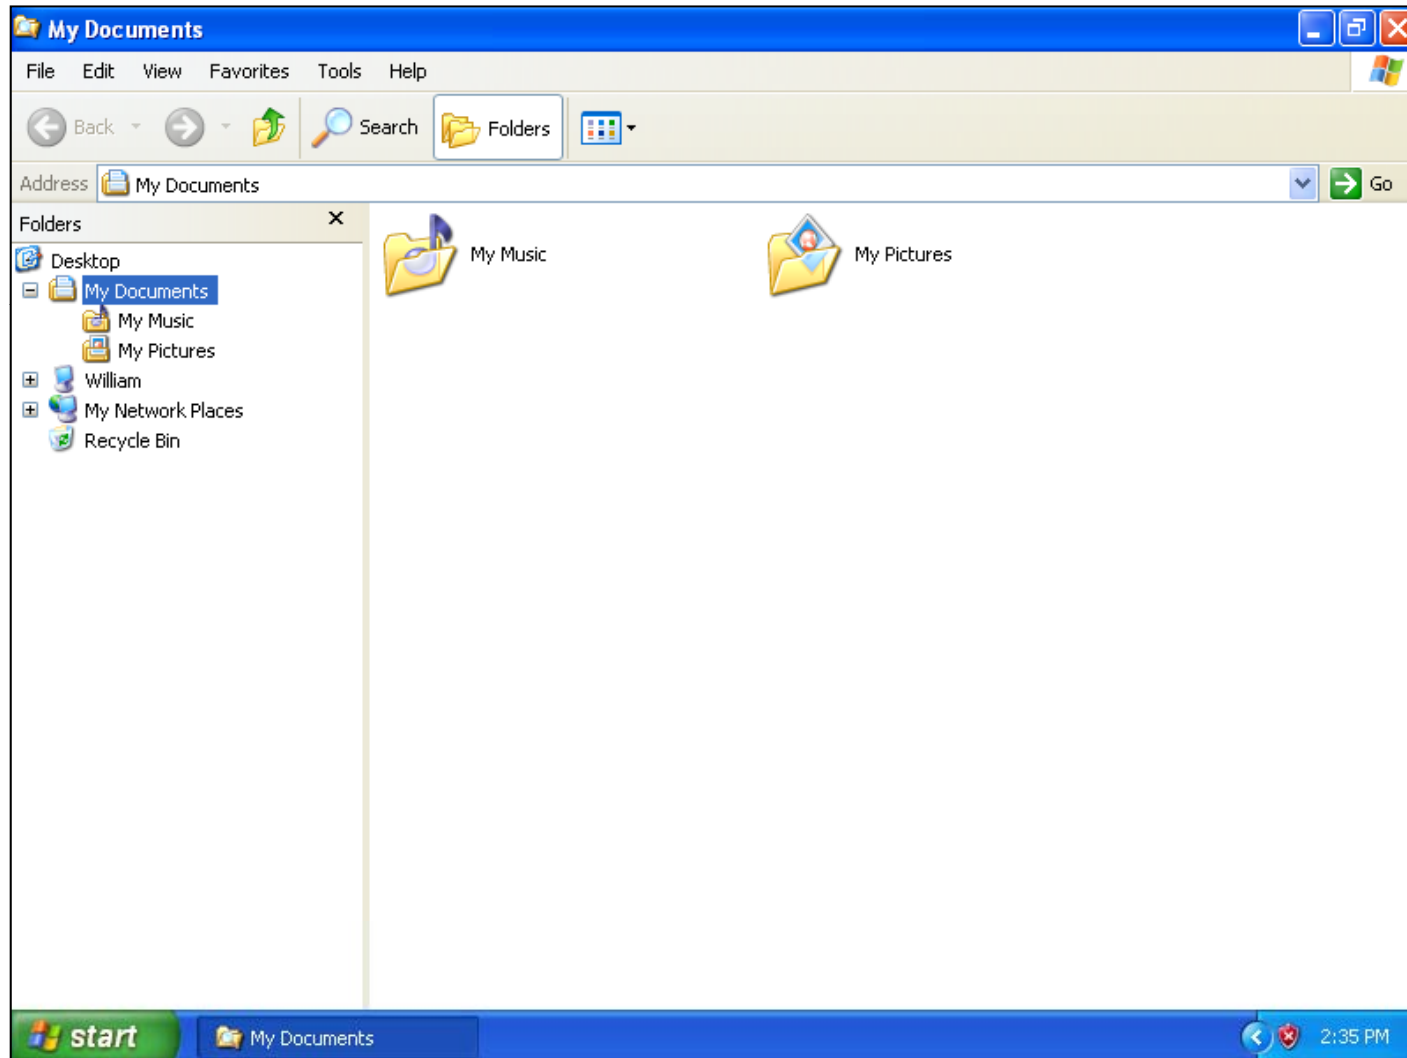 My Documents
File Edit View Favorites Tools Help
Back Search Folders
Address My Documents Go
Folders
Desktop
My Documents
My Music
My Pictures
William
My Network Places
Recycle Bin
My Music My Pictures
start My Documents 2:35 PM